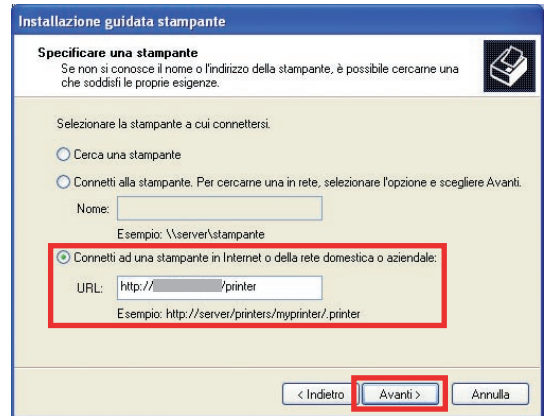 Installazione guidata stampante
Specificare una stampante
Se non si conosce il nome o l'indirizzo della stampante, è possibile cercarne una
che soddisfi le proprie esigenze.
Selezionare la stampante a cui connettersi.
Cerca una stampante
Connetti alla stampante. Per cercarne una in rete, selezionare l'opzione e scegliere Avanti.
Nome:
Esempio: \\server\stampante
Connetti ad una stampante in Internet o della rete domestica o aziendale:
URL: http:// /printer
Esempio: http://server/printers/myprinter/.printer
< Indietro Avanti > Annulla